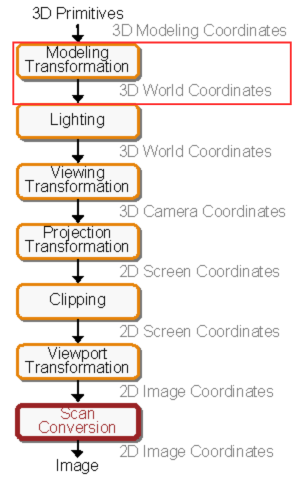 3D Primitives
3D Modeling Coordinates
Modeling
Transformation
3D World Coordinates
Lighting
3D World Coordinates
Viewing
Transformation
3D Camera Coordinates
Projection
Transformation
2D Screen Coordinates
Clipping
2D Screen Coordinates
Viewport
Transformation
2D Image Coordinates
Scan
Conversion
2D Image Coordinates
Image